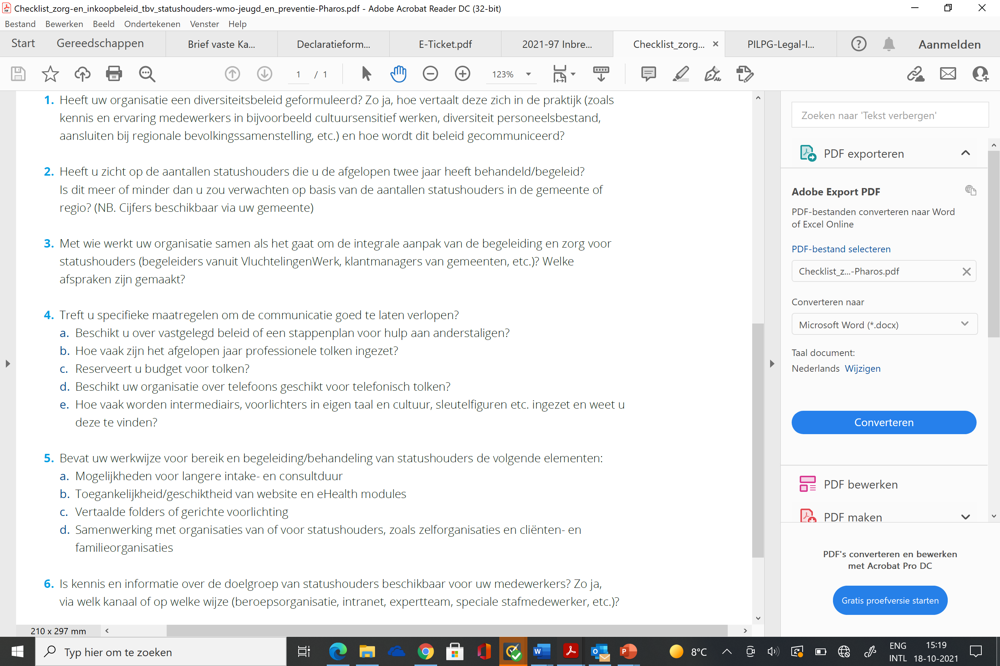 Checklist_zorg-en_inkoopbeleid_tbv_statushouders-wmo-jeugd_en_preventie-Pharos.pdf - Adobe Acrobat Reader DC (32-bit)
Bestand Bewerken Beeld Ondertekenen Venster Help
Start Gereedschappen Brief vaste Ka... Declaratieform... E-Ticket.pdf 2021-97 Inbre... Checklist_zorg... PILPG-Legal-I... Aanmelden
1 / 1 123%
1. Heeft uw organisatie een diversiteitsbeleid geformuleerd? Zo ja, hoe vertaalt deze zich in de praktijk (zoals
kennis en ervaring medewerkers in bijvoorbeeld cultuursensitief werken, diversiteit personeelsbestand,
aansluiten bij regionale bevolkingssamenstelling, etc.) en hoe wordt dit beleid gecommuniceerd?
2. Heeft u zicht op de aantallen statushouders die u de afgelopen twee jaar heeft behandeld/begeleid?
Is dit meer of minder dan u zou verwachten op basis van de aantallen statushouders in de gemeente of
regio? (NB. Cijfers beschikbaar via uw gemeente)
3. Met wie werkt uw organisatie samen als het gaat om de integrale aanpak van de begeleiding en zorg voor
statushouders (begeleiders vanuit VluchtelingenWerk, klantmanagers van gemeenten, etc.)? Welke
afspraken zijn gemaakt?
4. Treft u specifieke maatregelen om de communicatie goed te laten verlopen?
a. Beschikt u over vastgelegd beleid of een stappenplan voor hulp aan anderstaligen?
b. Hoe vaak zijn het afgelopen jaar professionele tolken ingezet?
c. Reserveert u budget voor tolken?
d. Beschikt uw organisatie over telefoons geschikt voor telefonisch tolken?
e. Hoe vaak worden intermediairs, voorlichters in eigen taal en cultuur, sleutelfiguren etc. ingezet en weet u
deze te vinden?
5. Bevat uw werkwijze voor bereik en begeleiding/behandeling van statushouders de volgende elementen:
a. Mogelijkheden voor langere intake- en consultduur
b. Toegankelijkheid/geschiktheid van website en eHealth modules
c. Vertaalde folders of gerichte voorlichting
d. Samenwerking met organisaties van of voor statushouders, zoals zelforganisaties en cliënten- en
familieorganisaties
6. Is kennis en informatie over de doelgroep van statushouders beschikbaar voor uw medewerkers? Zo ja,
via welk kanaal of op welke wijze (beroepsorganisatie, intranet, expertteam, speciale stafmedewerker, etc.)?
210 x 297 mm
Zoeken naar 'Tekst verbergen'
PDF exporteren
Adobe Export PDF
PDF-bestanden converteren naar Word
of Excel Online
PDF-bestand selecteren
Checklist_z...-Pharos.pdf
Converteren naar
Microsoft Word (*.docx)
Taal document:
Nederlands Wijzigen
Converteren
PDF bewerken
PDF maken
PDF's converteren en bewerken
met Acrobat Pro DC
Gratis proefversie starten
Typ hier om te zoeken
8°C
ENG
INTL
15:19
18-10-2021